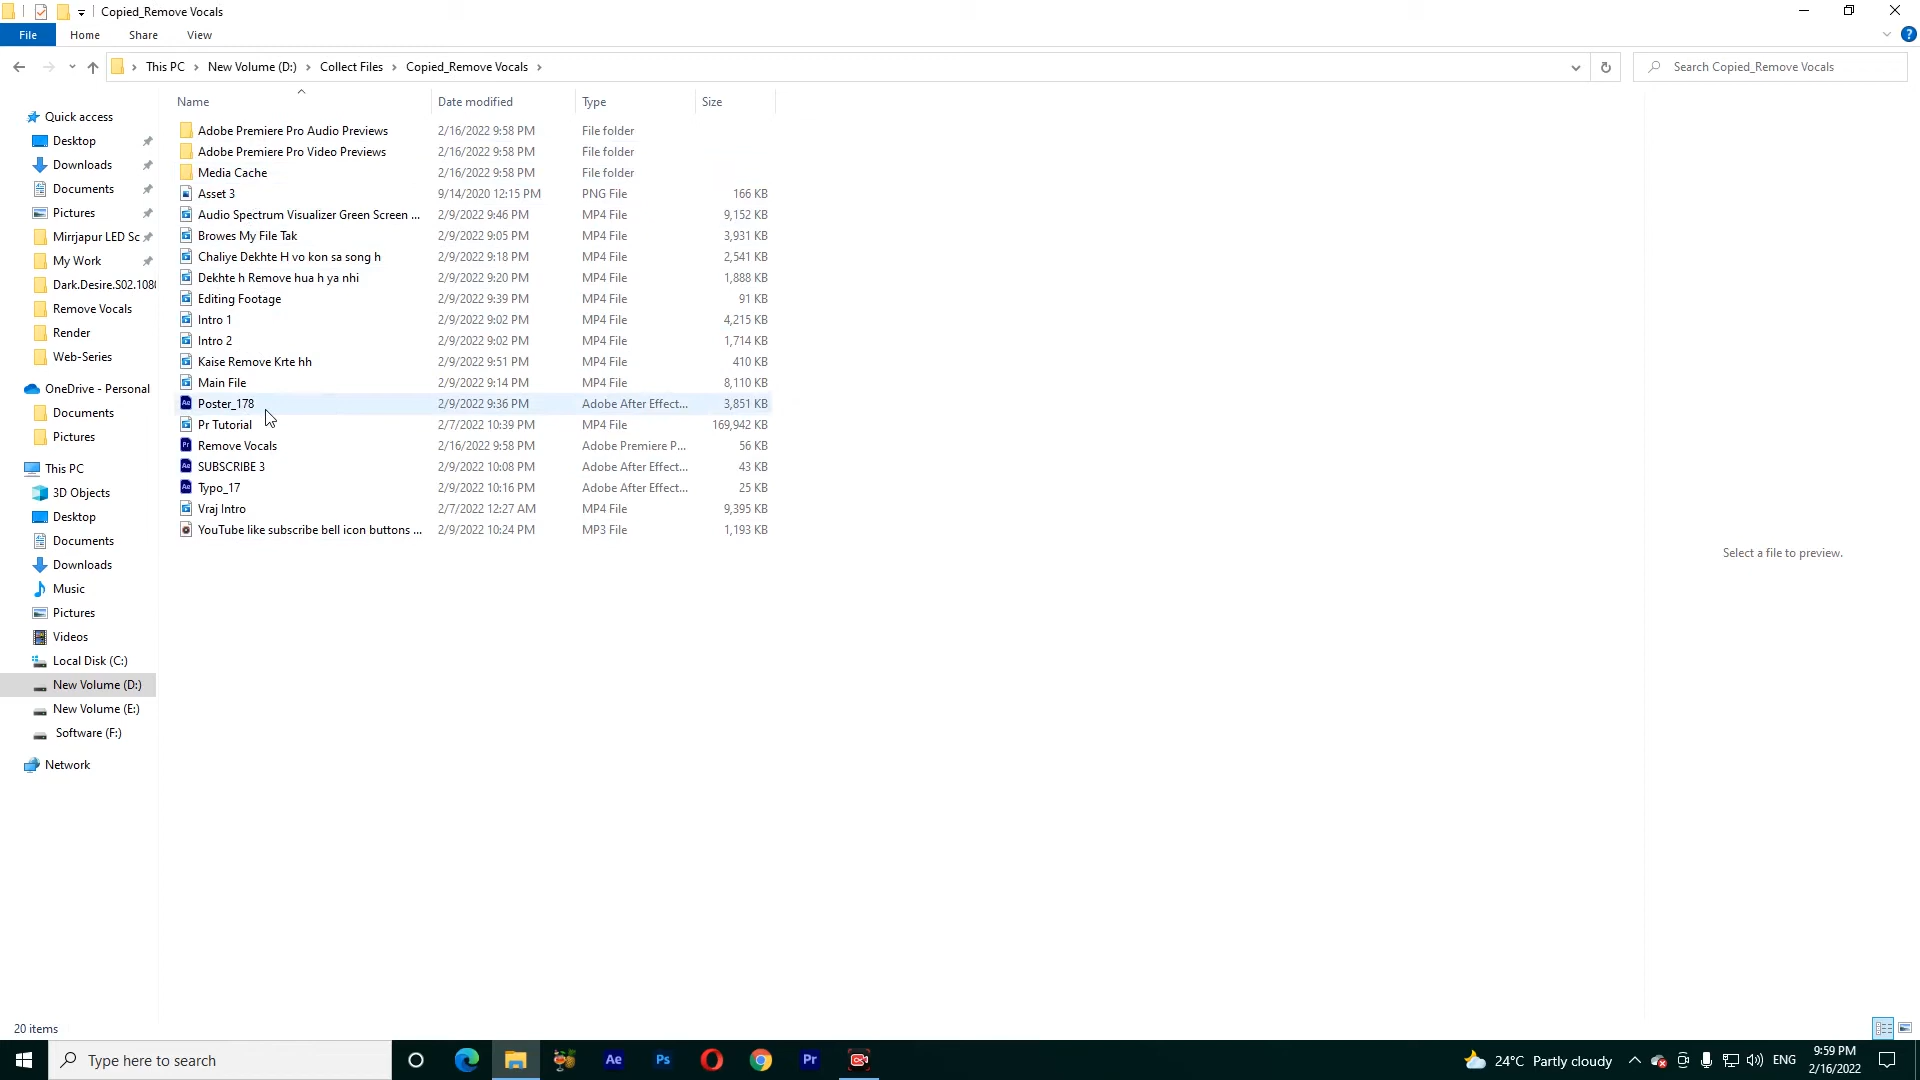 Copied_Remove Vocals
File Home Share View
This PC New Volume (D:) Collect Files Copied_Remove Vocals
Search Copied_Remove Vocals
Name Date modified Type Size
Adobe Premiere Pro Audio Previews 2/16/2022 9:58 PM File folder
Adobe Premiere Pro Video Previews 2/16/2022 9:58 PM File folder
Media Cache 2/16/2022 9:58 PM File folder
Asset 3 9/14/2020 12:15 PM PNG File 166 KB
Audio Spectrum Visualizer Green Screen ... 2/9/2022 9:46 PM MP4 File 9,152 KB
Browes My File Tak 2/9/2022 9:05 PM MP4 File 3,931 KB
Chaliye Dekhte H vo kon sa song h 2/9/2022 9:18 PM MP4 File 2,541 KB
Dekhte h Remove hua h ya nhi 2/9/2022 9:20 PM MP4 File 1,888 KB
Editing Footage 2/9/2022 9:39 PM MP4 File 91 KB
Intro 1 2/9/2022 9:02 PM MP4 File 4,215 KB
Intro 2 2/9/2022 9:02 PM MP4 File 1,714 KB
Kaise Remove Krte hh 2/9/2022 9:51 PM MP4 File 410 KB
Main File 2/9/2022 9:14 PM MP4 File 8,110 KB
Poster_178 2/9/2022 9:36 PM Adobe After Effect... 3,851 KB
Pr Tutorial 2/7/2022 10:39 PM MP4 File 169,942 KB
Remove Vocals 2/16/2022 9:58 PM Adobe Premiere P... 56 KB
SUBSCRIBE 3 2/9/2022 10:08 PM Adobe After Effect... 43 KB
Typo_17 2/9/2022 10:16 PM Adobe After Effect... 25 KB
Vraj Intro 2/7/2022 12:27 AM MP4 File 9,395 KB
YouTube like subscribe bell icon buttons ... 2/9/2022 10:24 PM MP3 File 1,193 KB
Quick access
Desktop
Downloads
Documents
Pictures
Mirrjapur LED Sc
My Work
Dark.Desire.S02.108
Remove Vocals
Render
Web-Series
OneDrive - Personal
Documents
Pictures
This PC
3D Objects
Desktop
Documents
Downloads
Music
Pictures
Videos
Local Disk (C:)
New Volume (D:)
New Volume (E:)
Software (F:)
Network
Select a file to preview.
20 items
Type here to search
Ae Ps Pr
24°C Partly cloudy
ENG
9:59 PM
2/16/2022